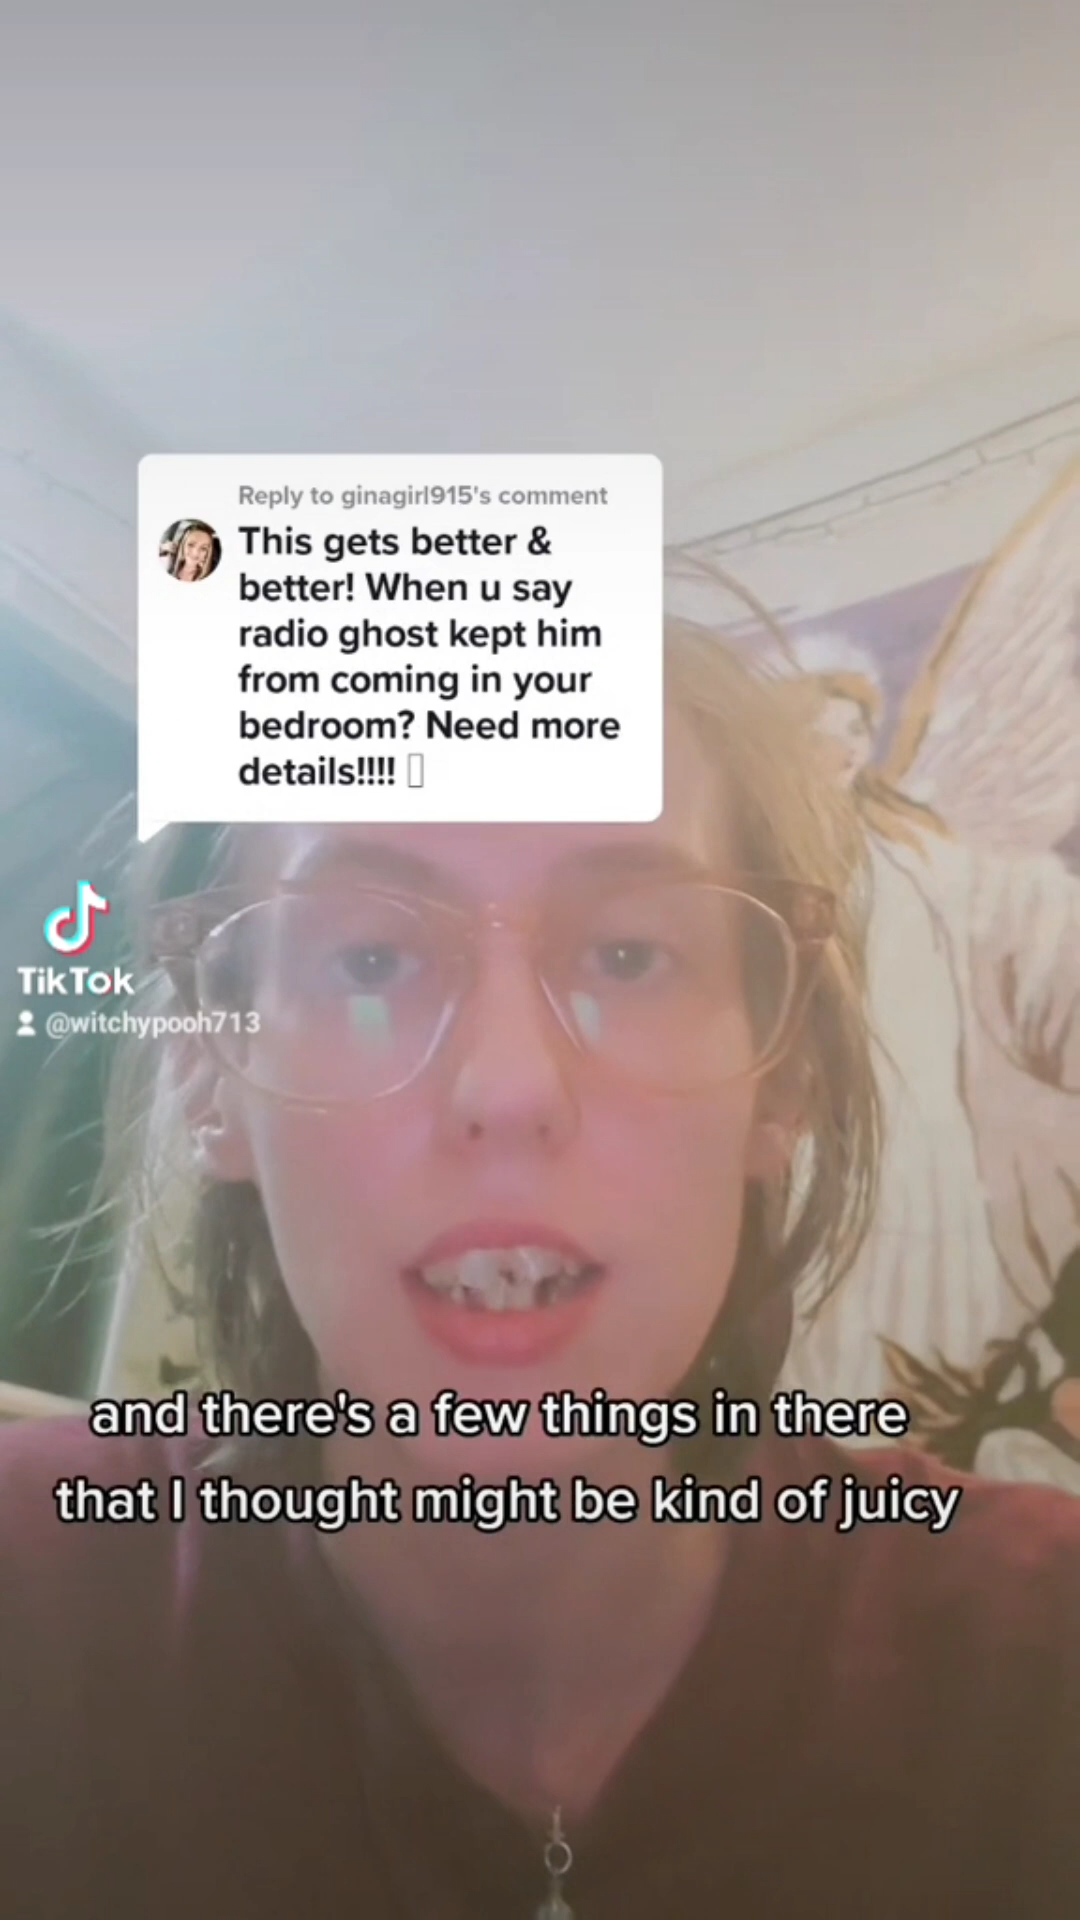 Reply to ginagirl915's comment
This gets better &
better! When u say
radio ghost kept him
from coming in your
bedroom? Need more
details!!!!
TikTok
@witchypooh713
and there's a few things in there
that I thought might be kind of juicy